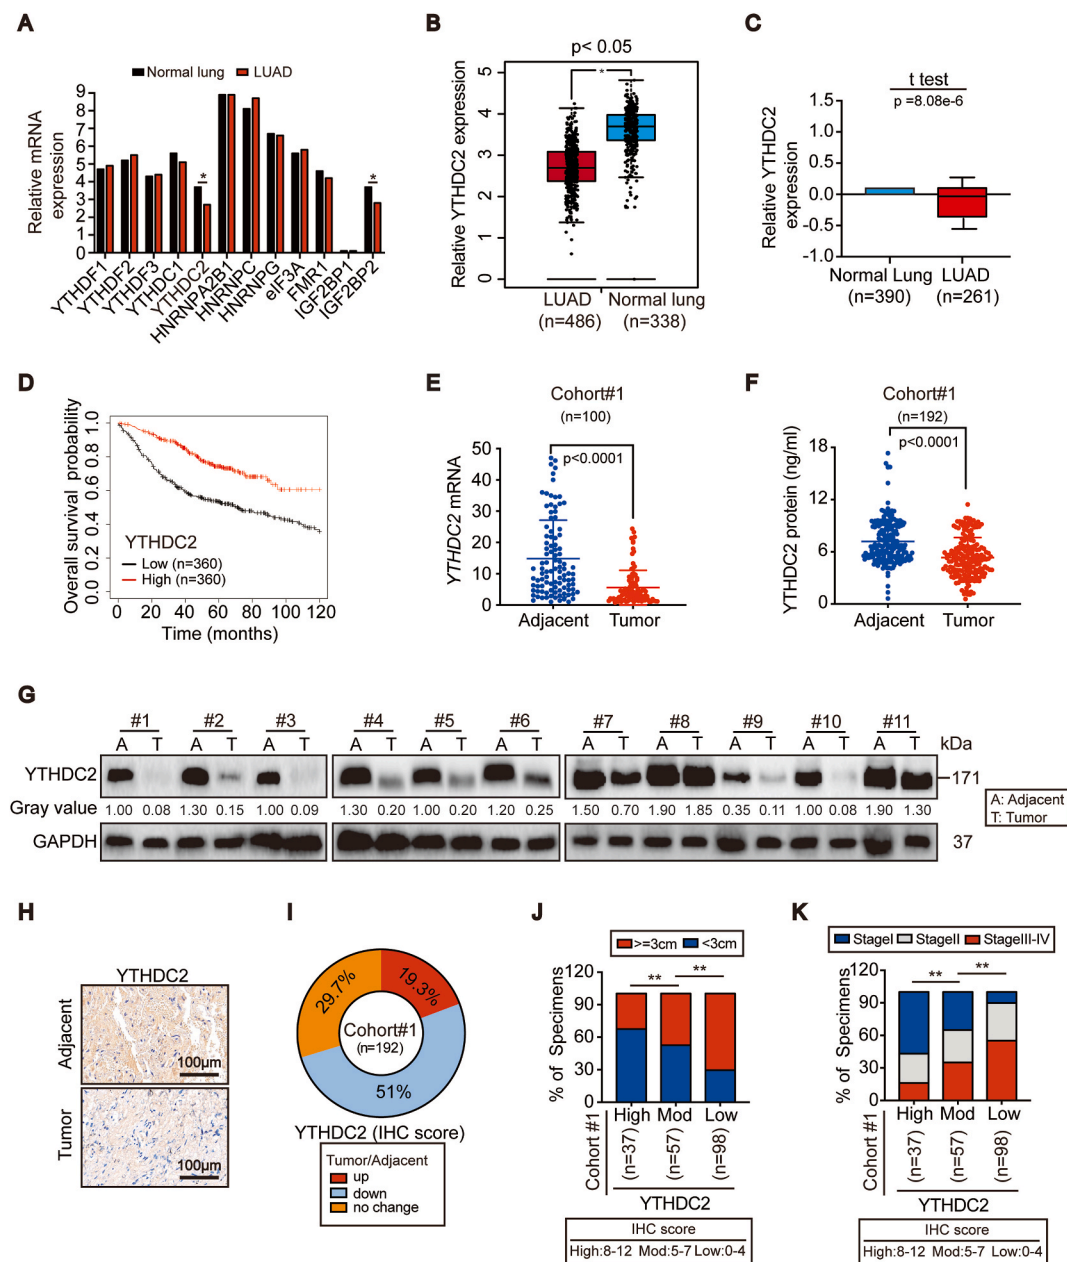 A
Normal lung LUAD
Relative mRNA
expression
9
8
7
6
5
4
3
2
1
0
* *
YTHDF1
YTHDF2
YTHDF3
YTHDC1
YTHDC2
HNRNPA2B1
HNRNPC
HNRNPG
eIF3A
FMR1
IGF2BP1
IGF2BP2
B
p< 0.05
*
Relative YTHDC2 expression
5
4
3
2
1
0
LUAD Normal lung
(n=486) (n=338)
C
t test
p =8.08e-6
Relative YTHDC2
expression
1.5
1.0
0.5
0.0
-0.5
-1.0
Normal Lung LUAD
(n=390) (n=261)
D
Overall survival probability
1.0
0.8
0.6
0.4
0.2
0.0
YTHDC2
Low (n=360)
High (n=360)
0 20 40 60 80 100 120
Time (months)
E
Cohort#1
(n=100)
p<0.0001
YTHDC2 mRNA
50
40
30
20
10
0
Adjacent Tumor
F
Cohort#1
(n=192)
p<0.0001
YTHDC2 protein (ng/ml)
18
12
6
0
Adjacent Tumor
G
#1 #2 #3 #4 #5 #6 #7 #8 #9 #10 #11
A T A T A T A T A T A T A T A T A T A T A T kDa
YTHDC2 171
Gray value 1.00 0.08 1.30 0.15 1.00 0.09 1.30 0.20 1.00 0.20 1.20 0.25 1.50 0.70 1.90 1.85 0.35 0.11 1.00 0.08 1.90 1.30
GAPDH 37
A: Adjacent
T: Tumor
H
YTHDC2
Adjacent
100μm
Tumor
100μm
I
29.7% 19.3%
Cohort#1
(n=192)
51%
YTHDC2 (IHC score)
Tumor/Adjacent
up
down
no change
J
>=3cm <3cm
** **
% of Specimens
120
90
60
30
0
High Mod Low
Cohort #1
(n=37) (n=57) (n=98)
YTHDC2
IHC score
High:8-12 Mod:5-7 Low:0-4
K
StageI StageII StageIII-IV
** **
% of Specimens
120
90
60
30
0
High Mod Low
Cohort #1
(n=37) (n=57) (n=98)
YTHDC2
IHC score
High:8-12 Mod:5-7 Low:0-4